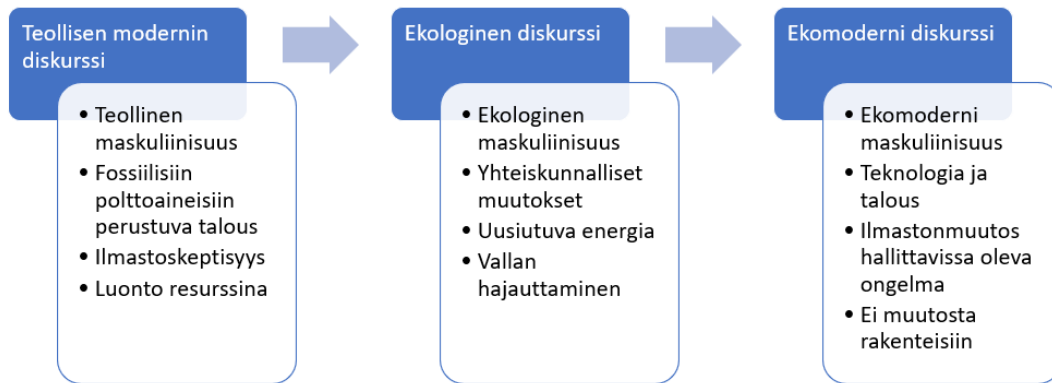 Teollisen modernin
diskurssi
• Teollinen
maskuliinisuus
• Fossiilisiin
polttoaineisiin
perustuva talous
• Ilmastoskeptisyys
• Luonto resurssina
Ekologinen diskurssi
• Ekologinen
maskuliinisuus
• Yhteiskunnalliset
muutokset
• Uusiutuva energia
• Vallan
hajauttaminen
Ekomoderni diskurssi
• Ekomoderni
maskuliinisuus
• Teknologia ja
talous
• Ilmastonmuutos
hallittavissa oleva
ongelma
• Ei muutosta
rakenteisiin